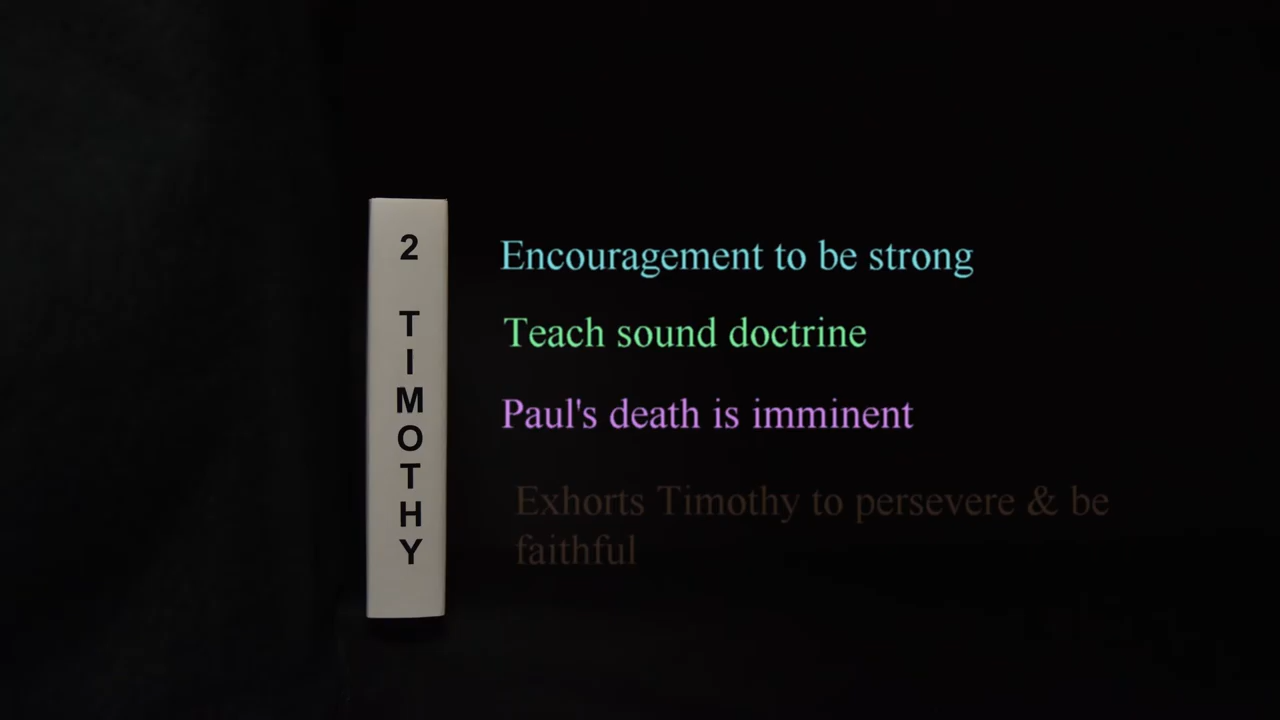 2 TIMOTHY
Encouragement to be strong
Teach sound doctrine
Paul's death is imminent
Exhorts Timothy to persevere & be
faithful